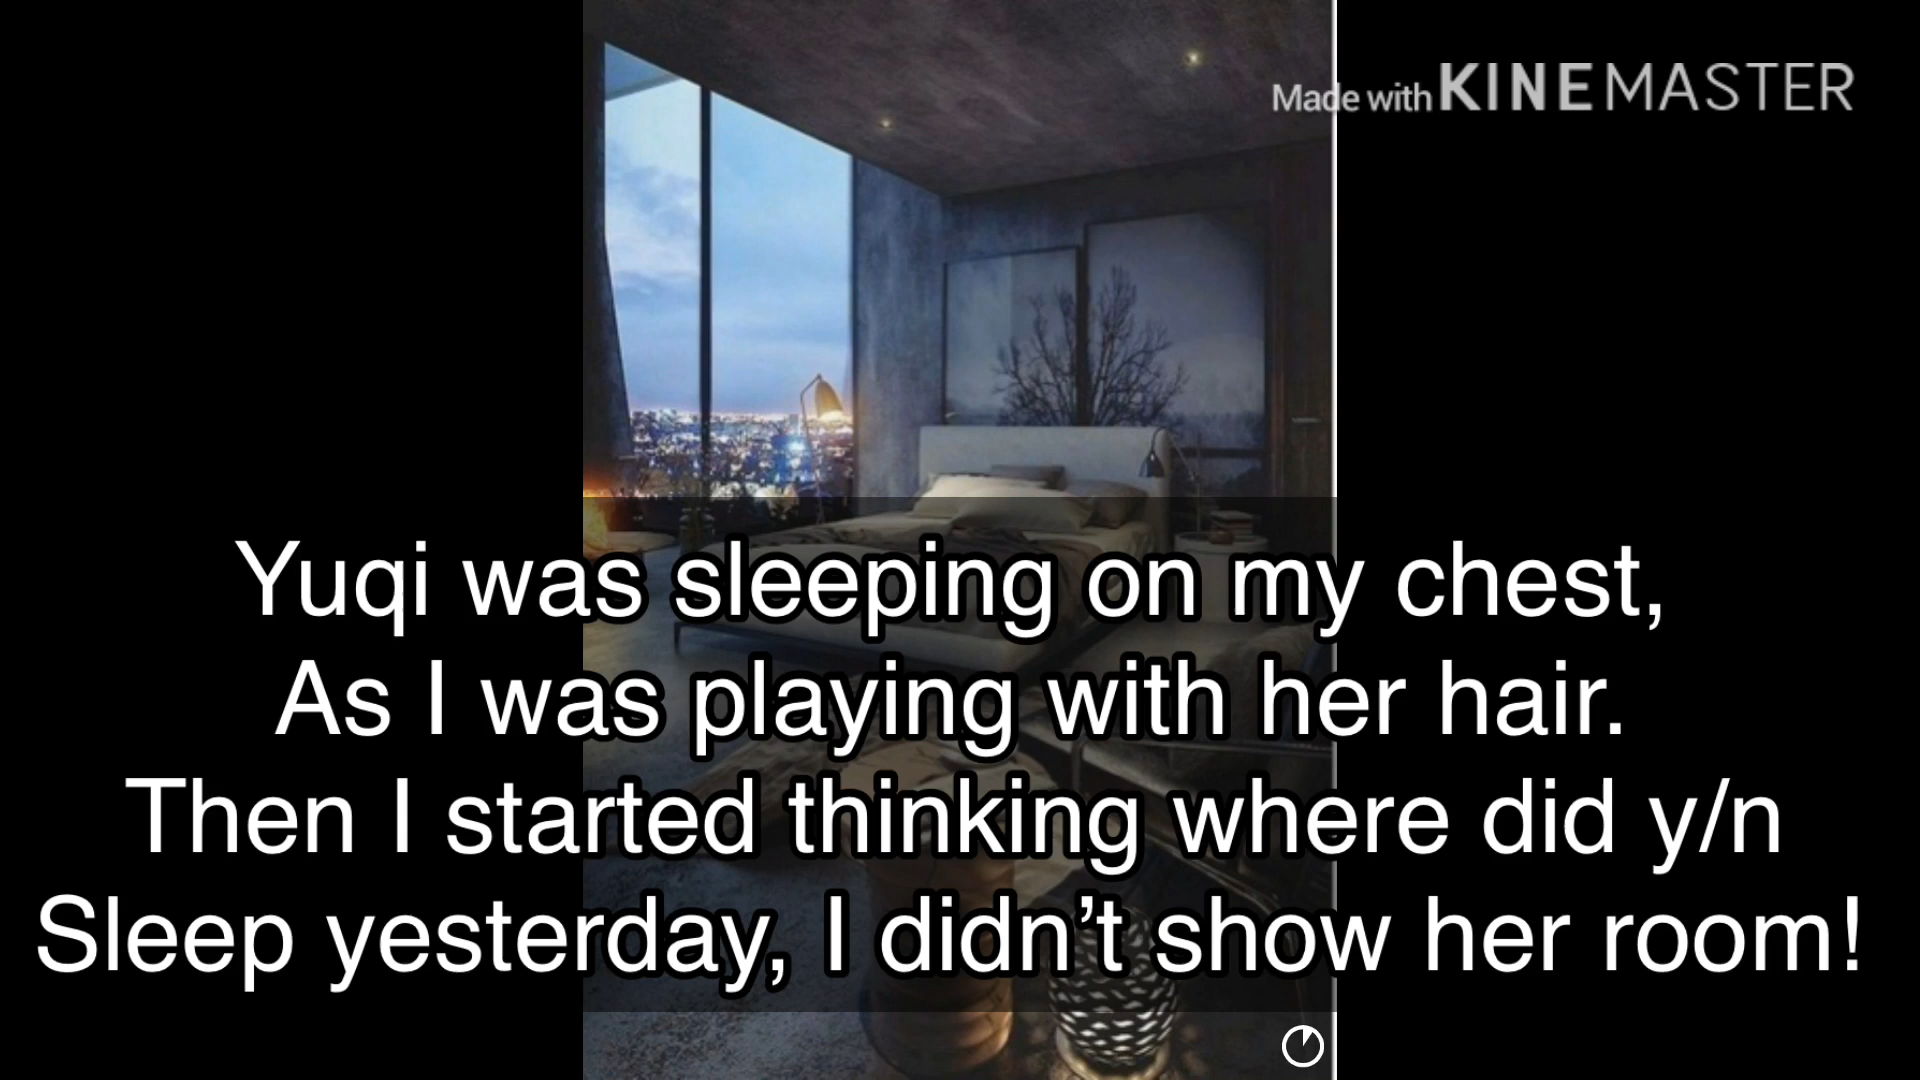 Made with KINEMASTER
Yuqi was sleeping on my chest,
As I was playing with her hair.
Then I started thinking where did y/n
Sleep yesterday, I didn’t show her room!